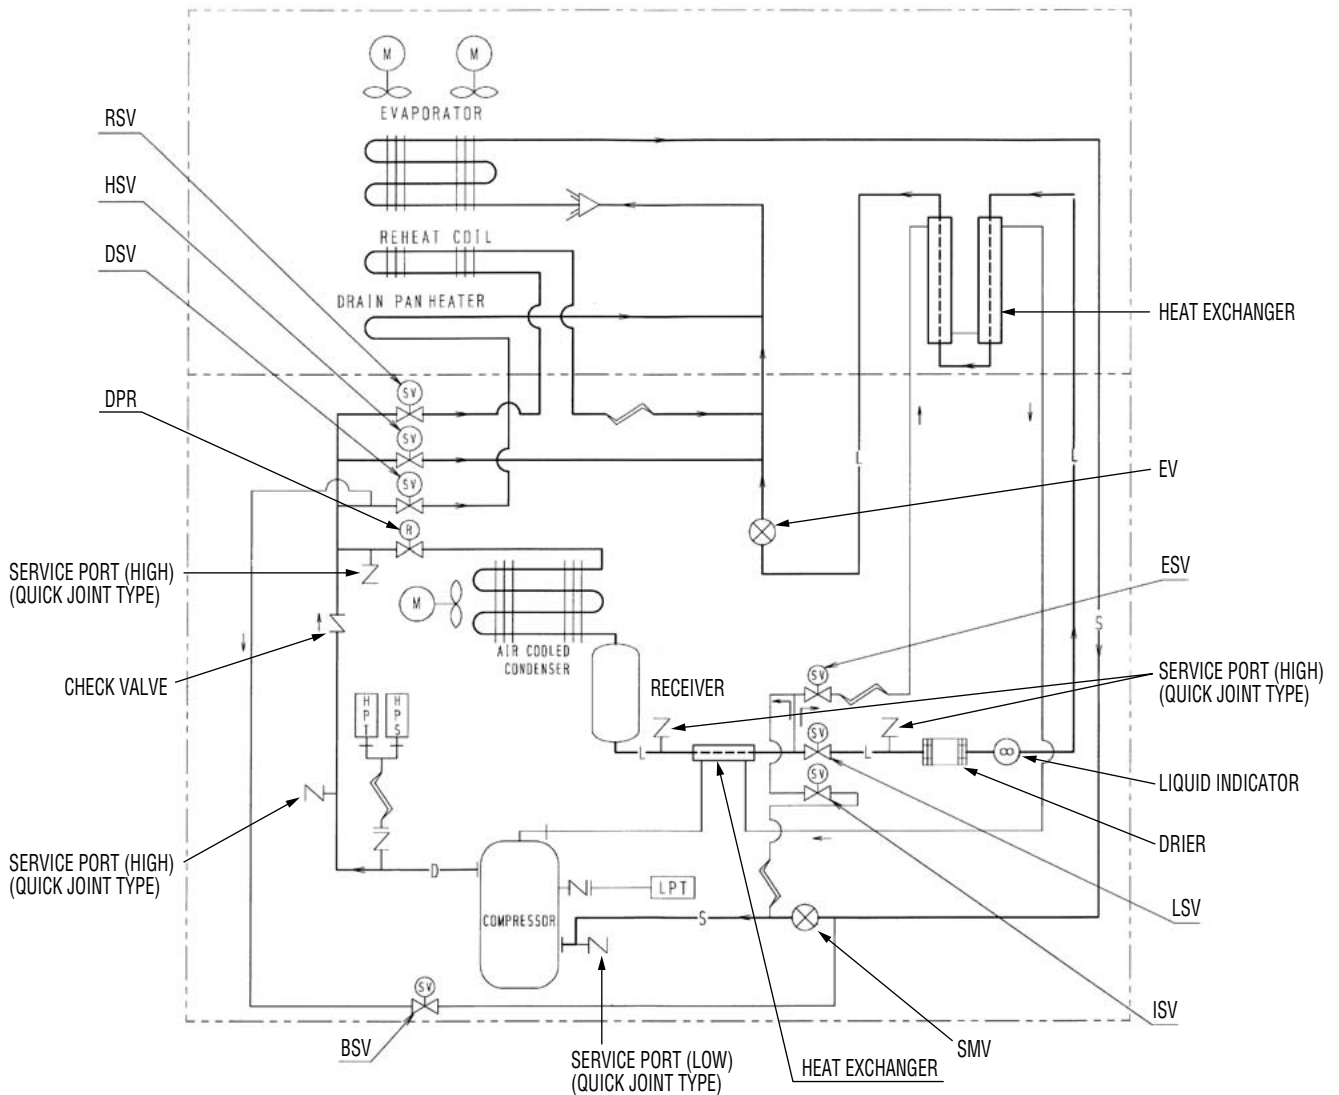 M
M
EVAPORATOR
RSV
HSV
DSV
DPR
REHEAT COIL
DRAIN PAN HEATER
HEAT EXCHANGER
SV
SV
SV
R
L
L
EV
ESV
SERVICE PORT (HIGH)
(QUICK JOINT TYPE)
M
AIR COOLED
CONDENSER
S
CHECK VALVE
RECEIVER
SV
SERVICE PORT (HIGH)
(QUICK JOINT TYPE)
HPT
HPS
L
SV
L
LIQUID INDICATOR
SV
DRIER
SERVICE PORT (HIGH)
(QUICK JOINT TYPE)
D
COMPRESSOR
LPT
S
LSV
SV
ISV
BSV
SERVICE PORT (LOW)
(QUICK JOINT TYPE)
HEAT EXCHANGER
SMV